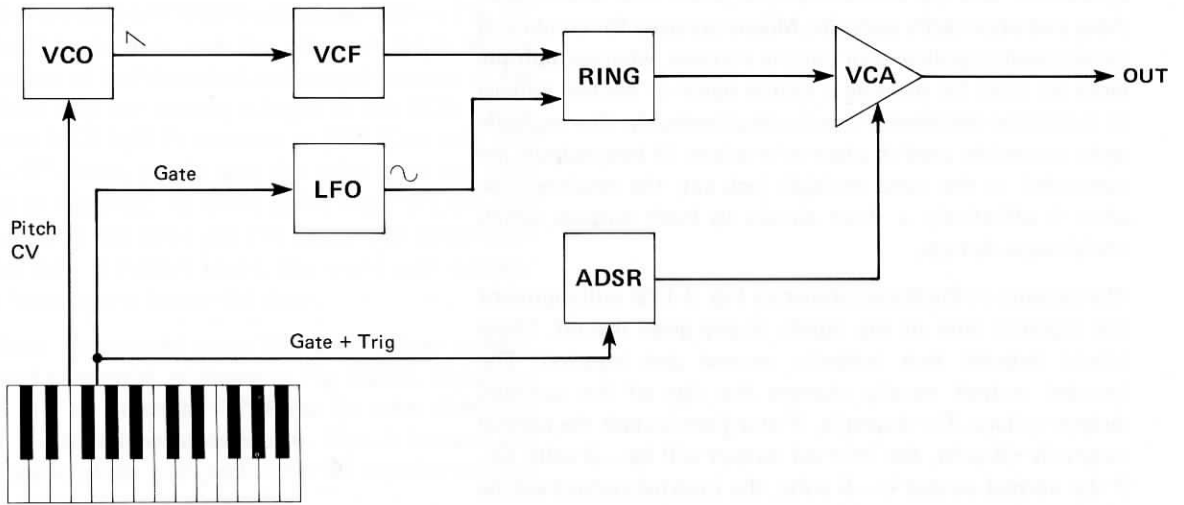 VCO
VCF
RING
VCA
OUT
Gate
LFO
Pitch
CV
ADSR
Gate + Trig